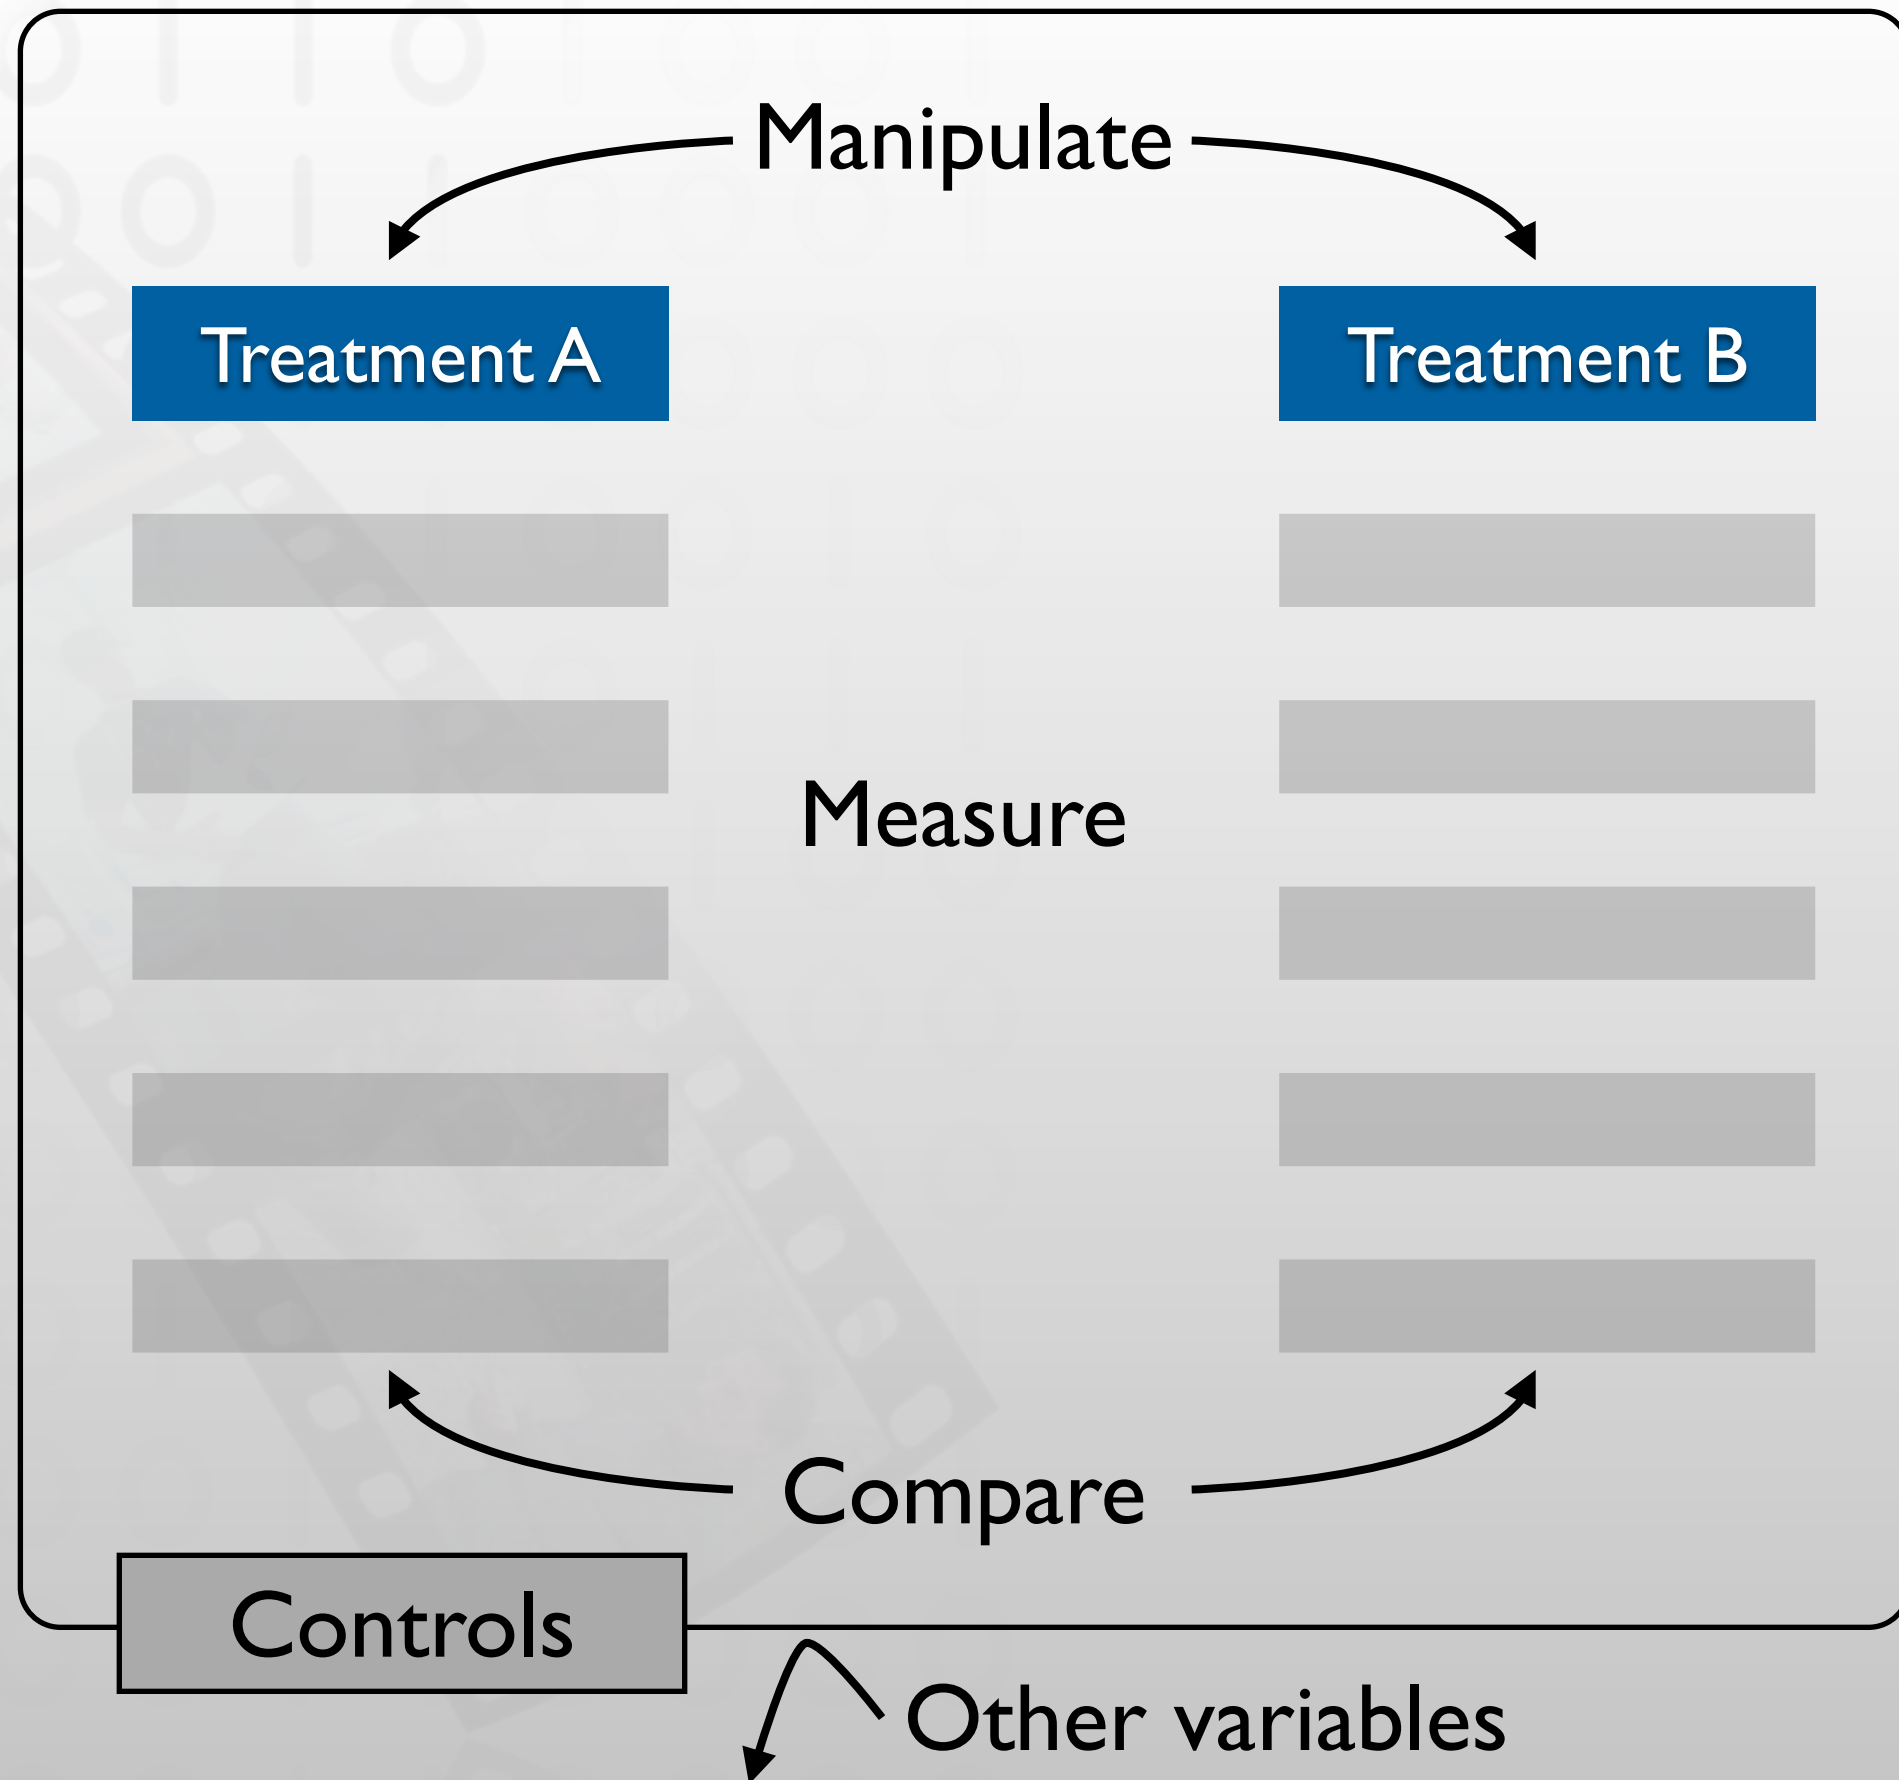 Manipulate
Treatment A
Treatment B
Measure
Compare
Controls
Other variables